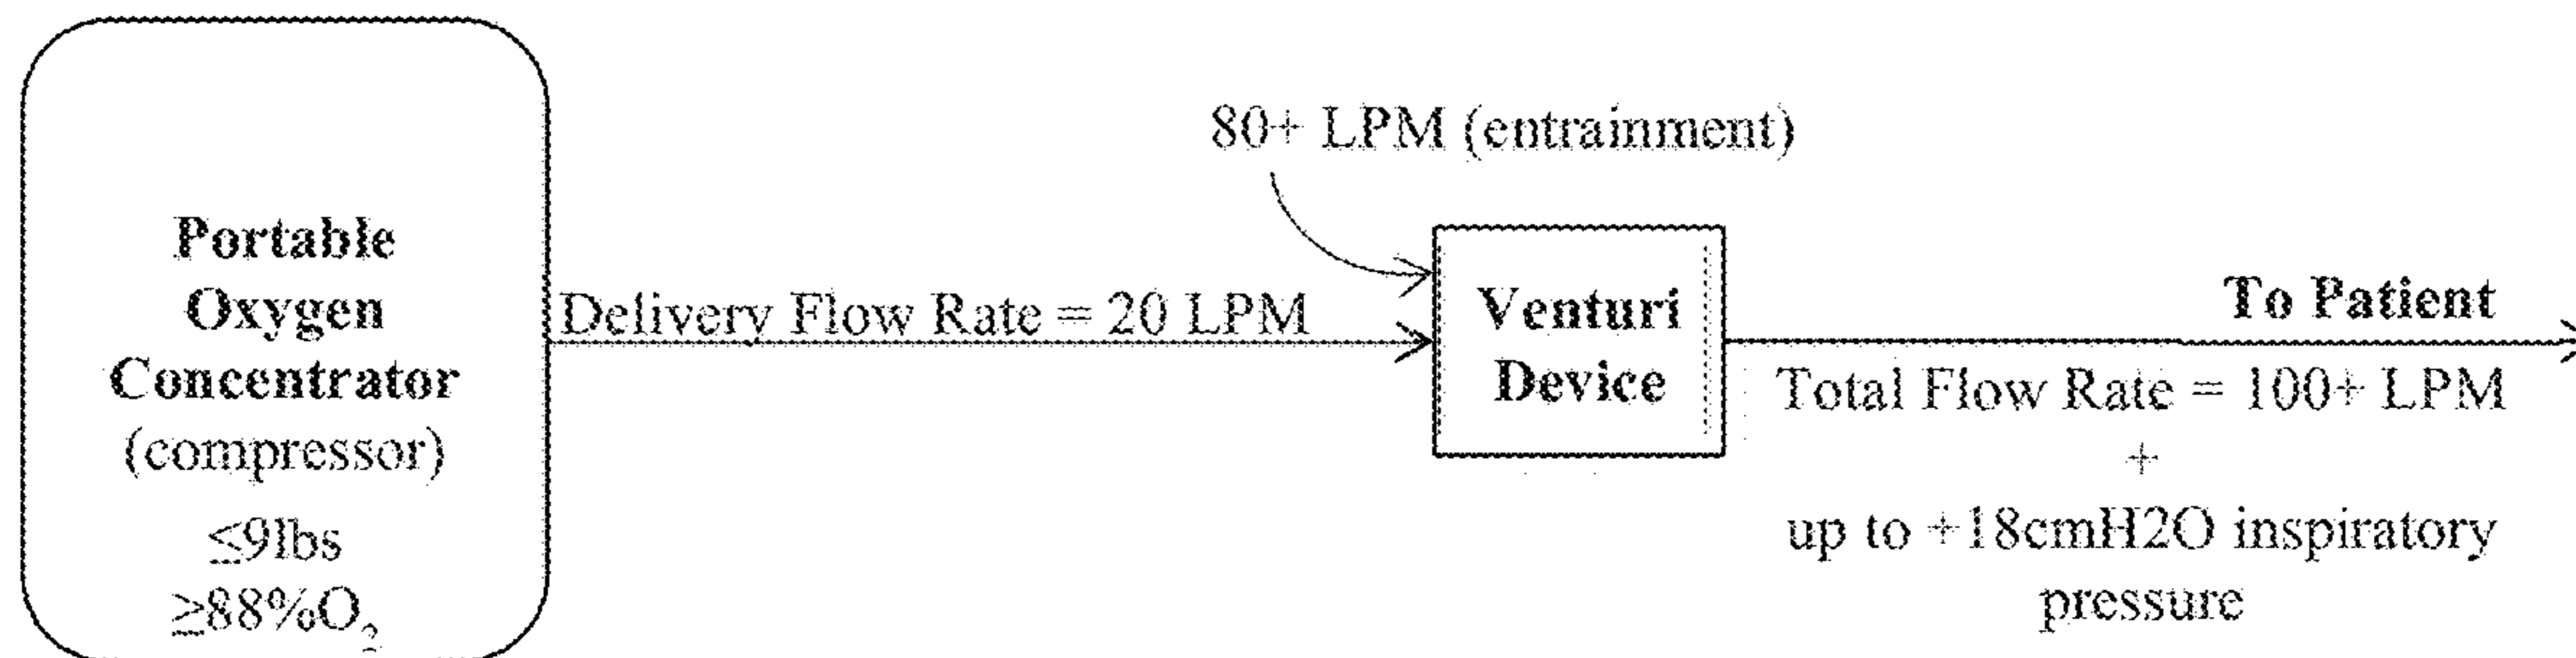 Portable
Oxygen
Concentrator
(compressor)
≤9lbs
≥88%O₂
Delivery Flow Rate = 20 LPM
80+ LPM (entrainment)
Venturi
Device
To Patient
Total Flow Rate = 100+ LPM
+
up to +18cmH2O inspiratory
pressure